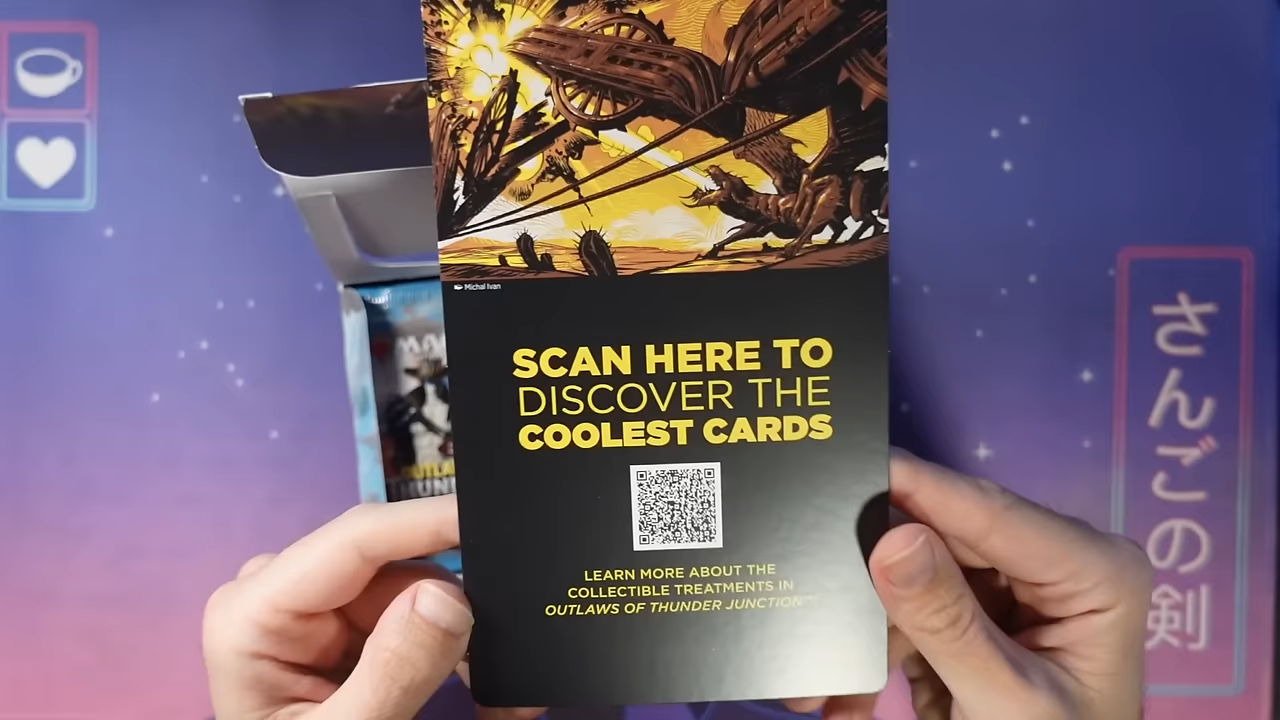 Michal Ivan
SCAN HERE TO
DISCOVER THE
COOLEST CARDS
LEARN MORE ABOUT THE
COLLECTIBLE TREATMENTS IN
OUTLAWS OF THUNDER JUNCTION
さんごの剣